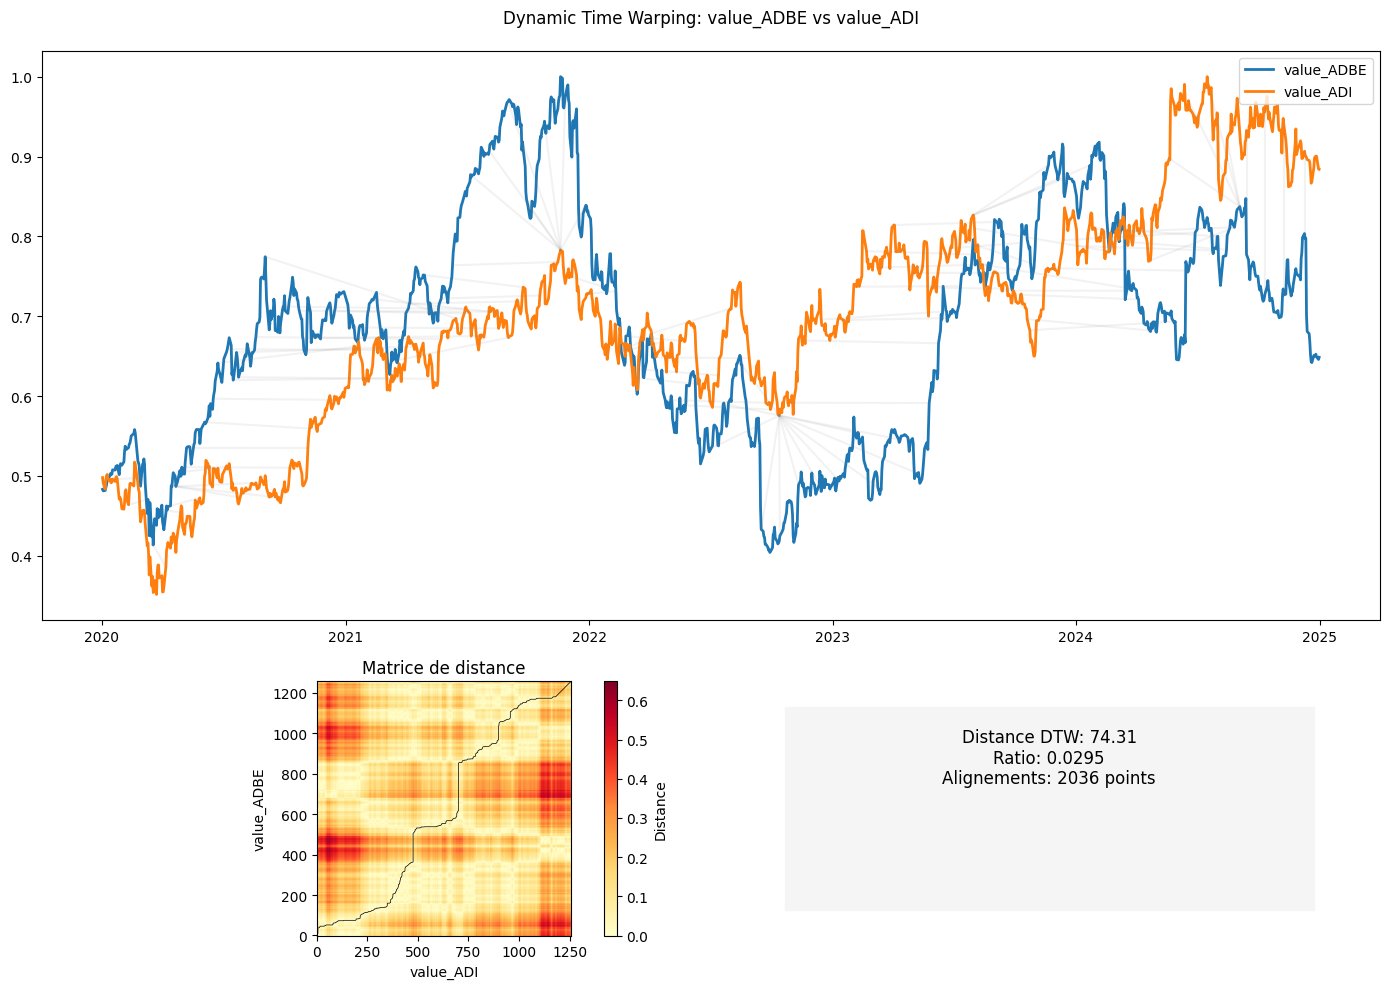 Dynamic Time Warping: value_ADBE vs value_ADI
value_ADBE
value_ADI
1.0
0.9
0.8
0.7
0.6
0.5
0.4
2020 2021 2022 2023 2024 2025
Matrice de distance
value_ADBE
1200
1000
800
600
400
200
0
0 250 500 750 1000 1250
value_ADI
0.6
0.5
0.4
0.3
0.2
0.1
0.0
Distance
Distance DTW: 74.31
Ratio: 0.0295
Alignements: 2036 points